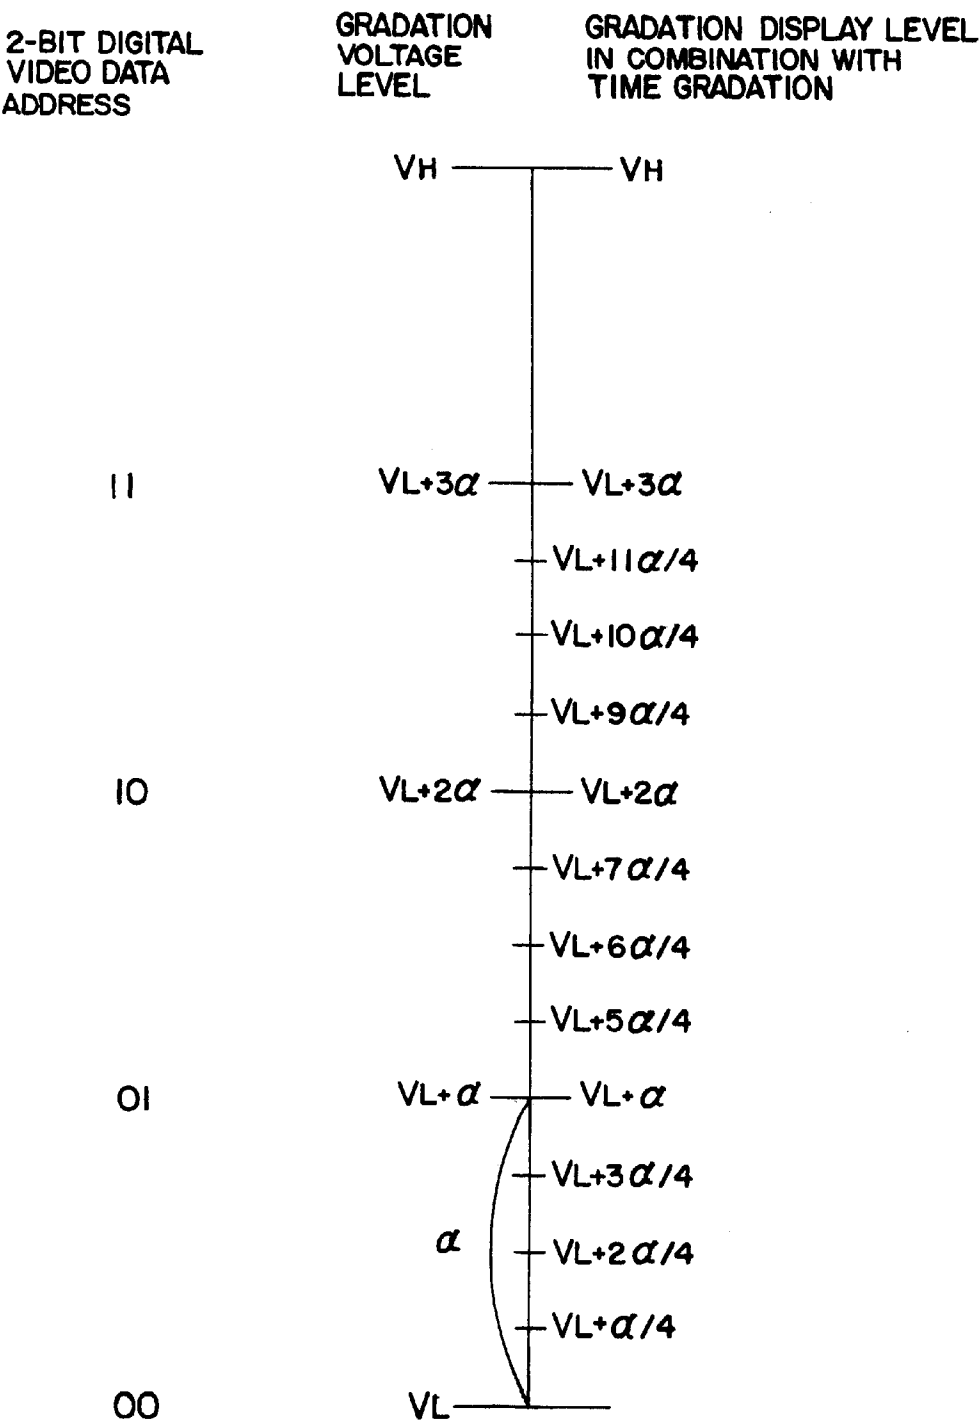 2-BIT DIGITAL
VIDEO DATA
ADDRESS
GRADATION
VOLTAGE
LEVEL
GRADATION DISPLAY LEVEL
IN COMBINATION WITH
TIME GRADATION
VH VH
11 VL+3α VL+3α
VL+11α/4
VL+10α/4
VL+9α/4
10 VL+2α VL+2α
VL+7α/4
VL+6α/4
VL+5α/4
01 VL+α VL+α
VL+3α/4
α VL+2α/4
VL+α/4
00 VL